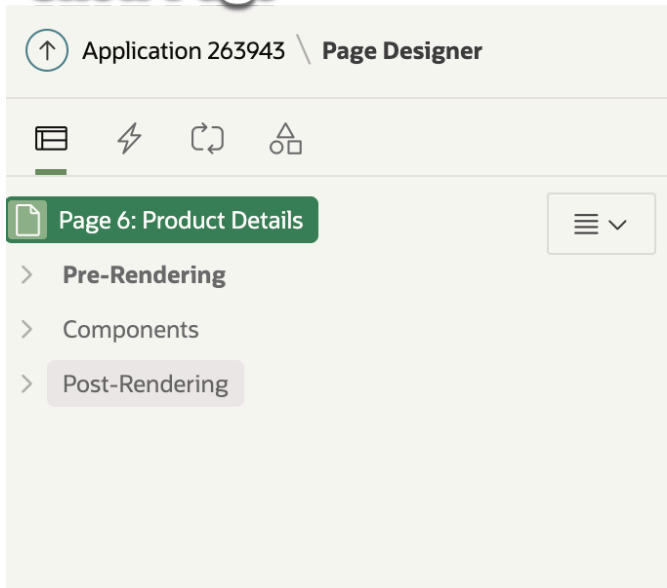 Application 263943 \ Page Designer
Page 6: Product Details
Pre-Rendering
Components
Post-Rendering